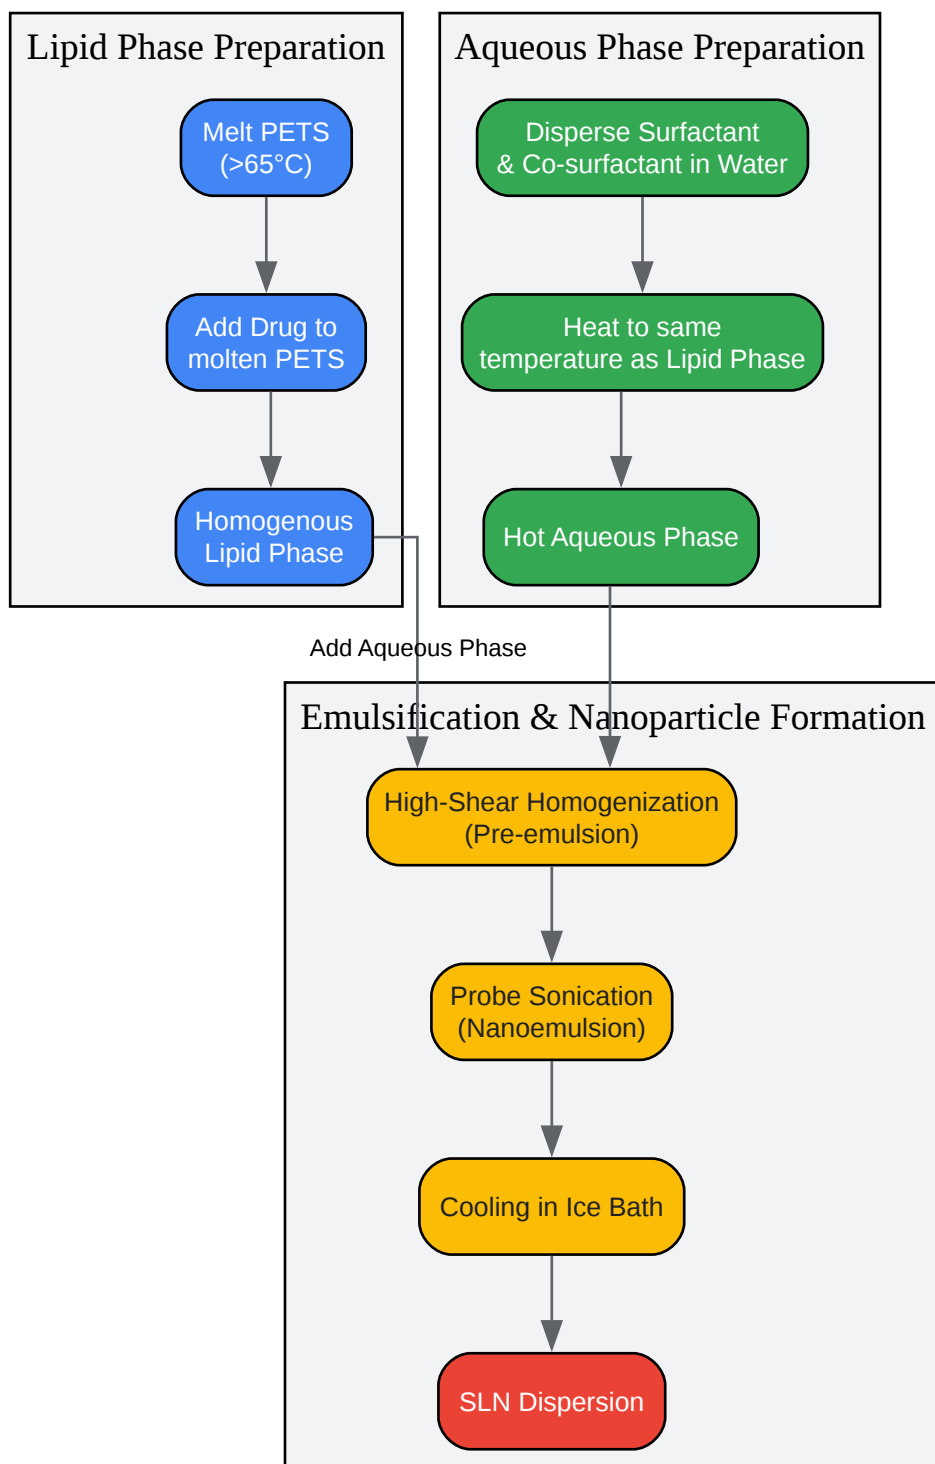 Lipid Phase Preparation
Melt PETS
(>65°C)
Add Drug to
molten PETS
Homogenous
Lipid Phase
Aqueous Phase Preparation
Disperse Surfactant
& Co-surfactant in Water
Heat to same
temperature as Lipid Phase
Hot Aqueous Phase
Add Aqueous Phase
Emulsification & Nanoparticle Formation
High-Shear Homogenization
(Pre-emulsion)
Probe Sonication
(Nanoemulsion)
Cooling in Ice Bath
SLN Dispersion